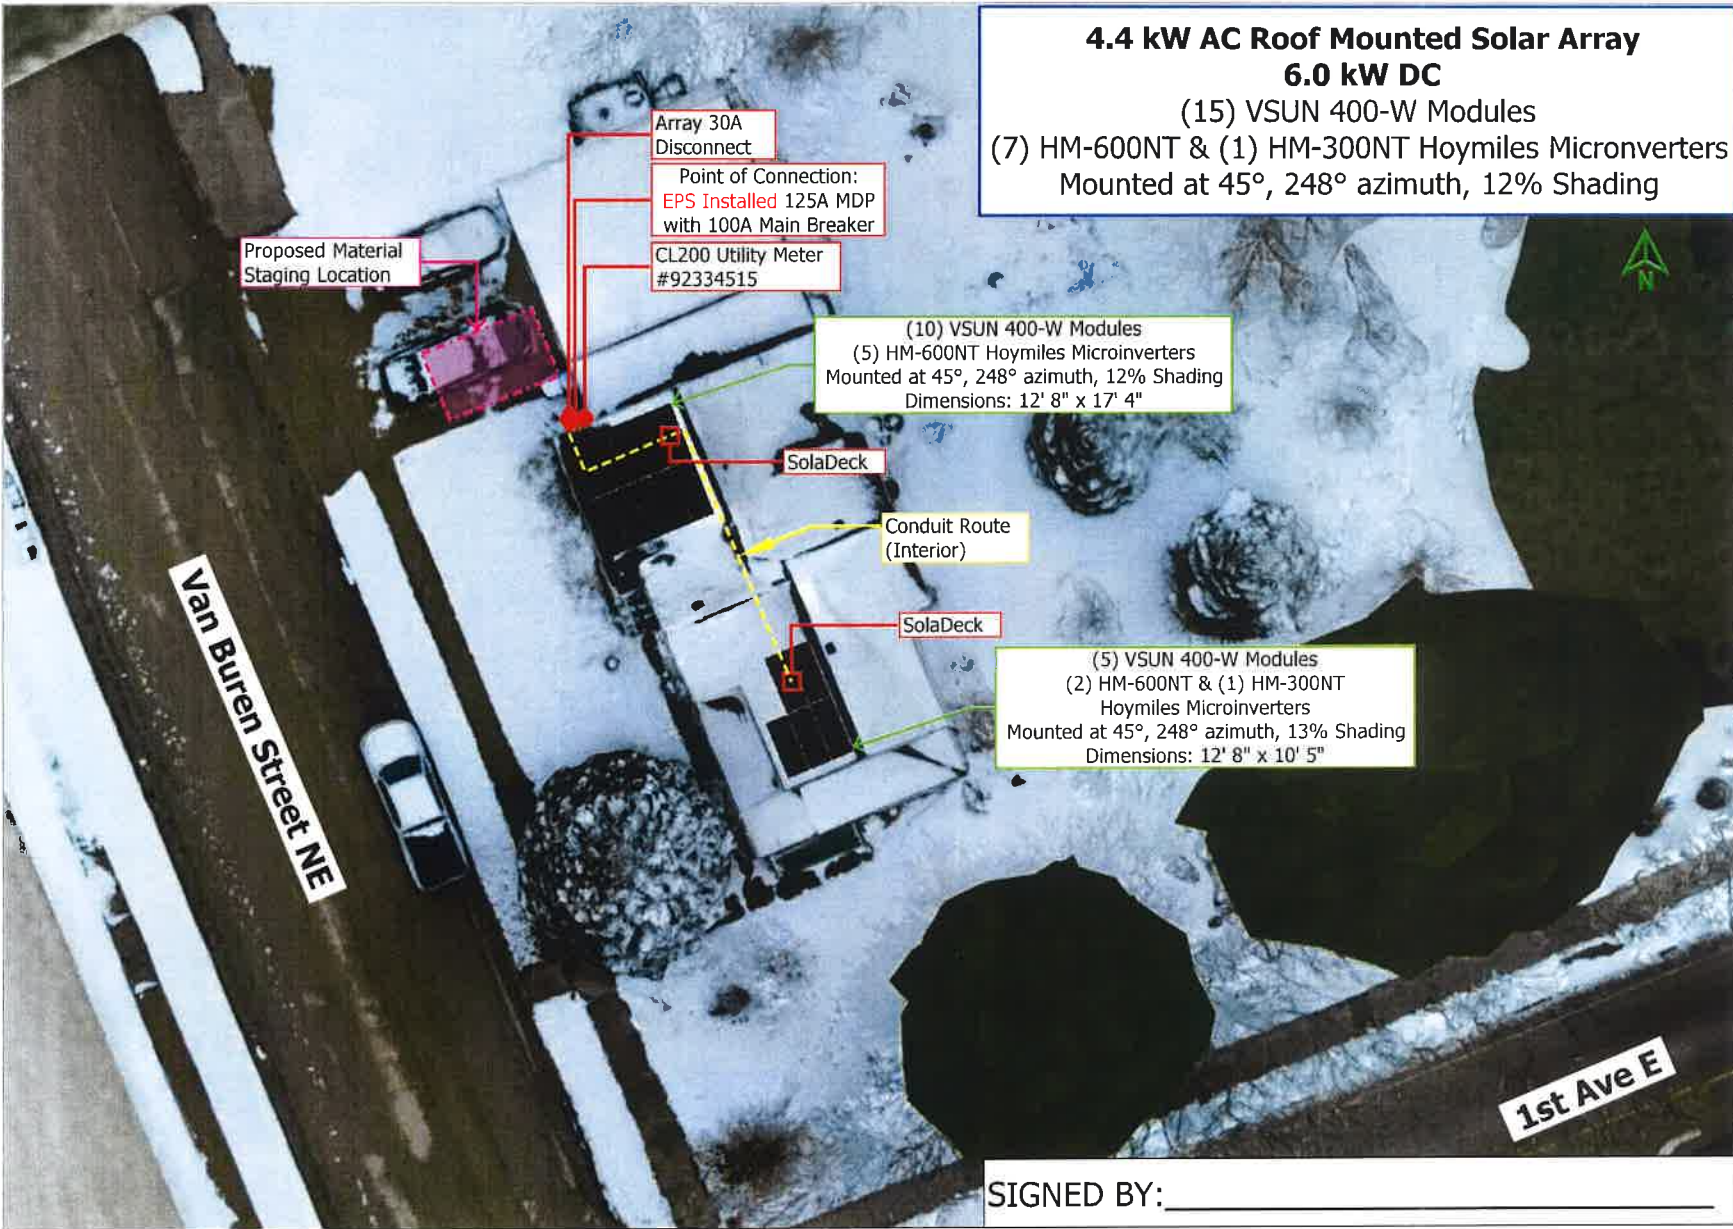 4.4 kW AC Roof Mounted Solar Array
6.0 kW DC
(15) VSUN 400-W Modules
(7) HM-600NT & (1) HM-300NT Hoymiles Micronverters
Mounted at 45°, 248° azimuth, 12% Shading
Array 30A
Disconnect
Point of Connection:
EPS Installed 125A MDP
with 100A Main Breaker
CL200 Utility Meter
#92334515
Proposed Material
Staging Location
N
(10) VSUN 400-W Modules
(5) HM-600NT Hoymiles Microinverters
Mounted at 45°, 248° azimuth, 12% Shading
Dimensions: 12' 8" x 17' 4"
SolaDeck
Conduit Route
(Interior)
SolaDeck
(5) VSUN 400-W Modules
(2) HM-600NT & (1) HM-300NT
Hoymiles Microinverters
Mounted at 45°, 248° azimuth, 13% Shading
Dimensions: 12' 8" x 10' 5"
Van Buren Street NE
1st Ave E
SIGNED BY: